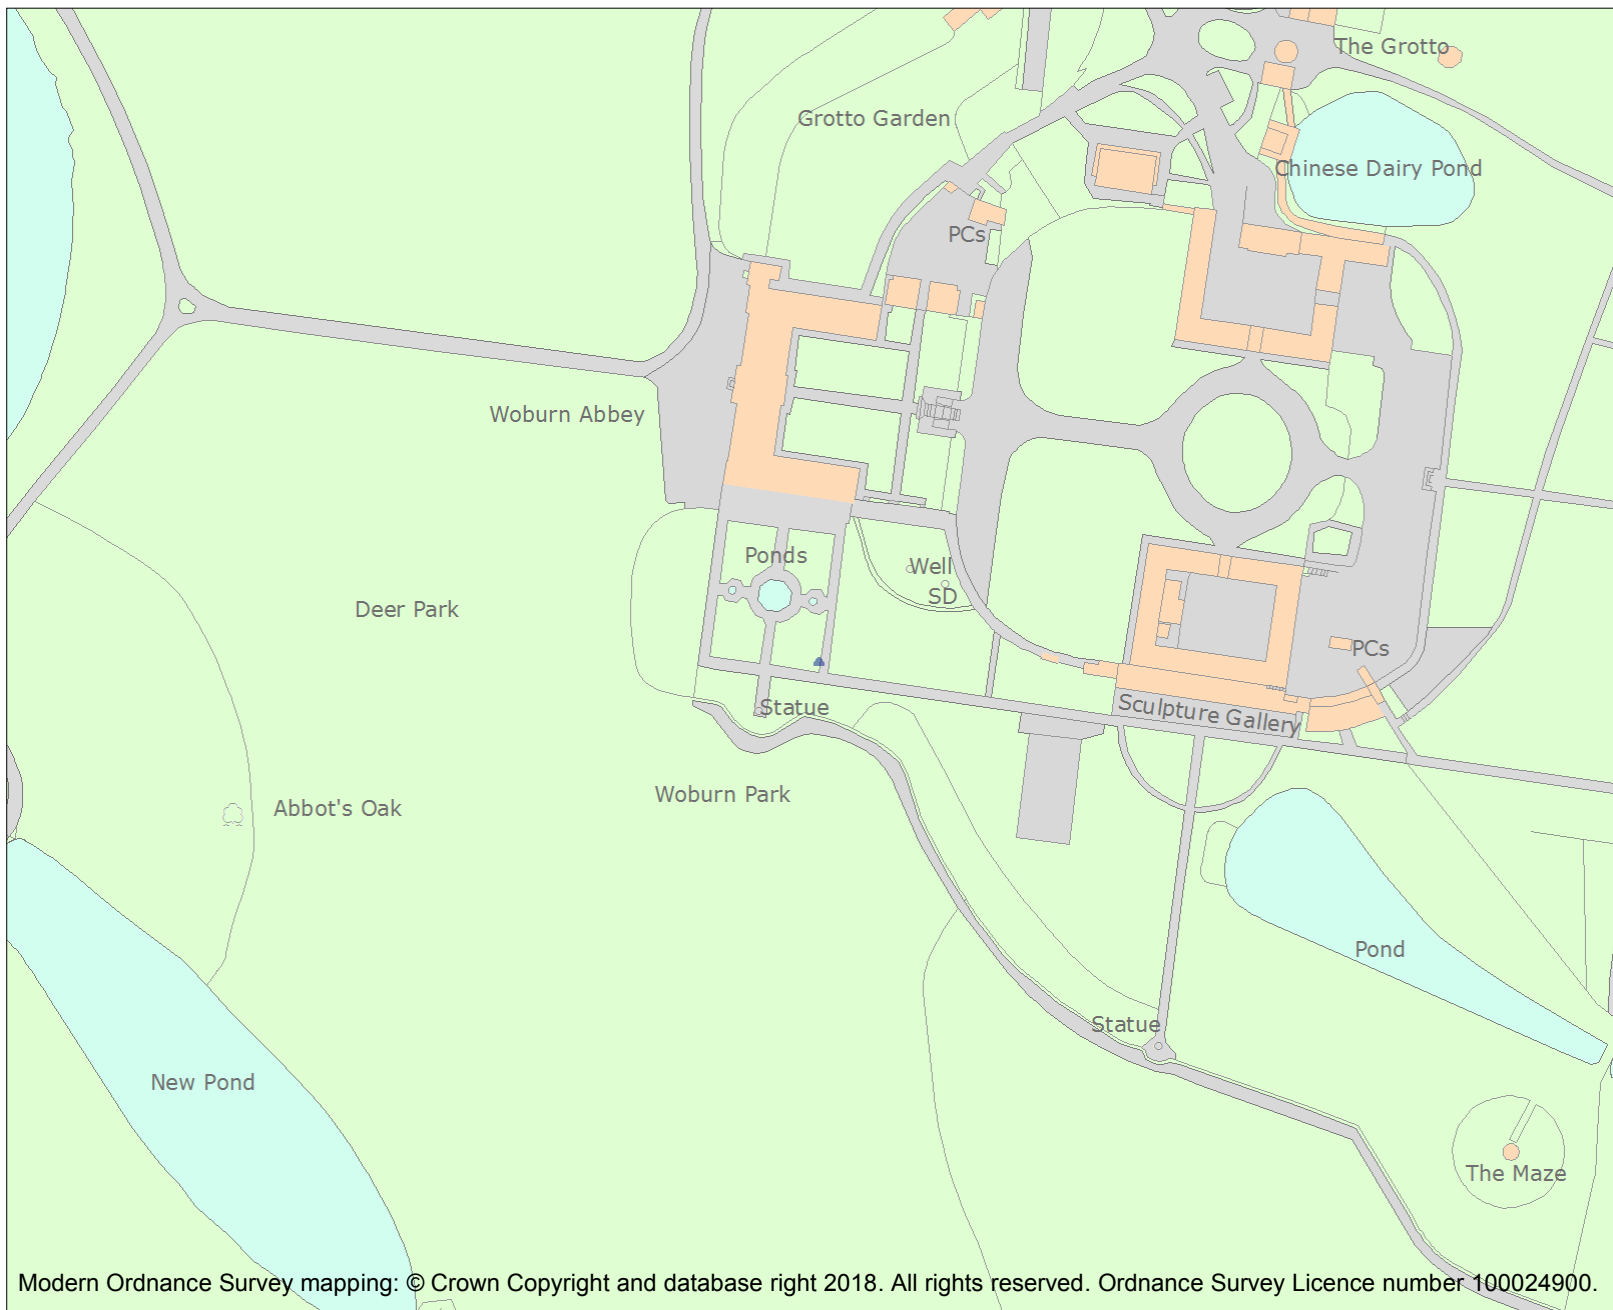 The Grotto
Grotto Garden
Chinese Dairy Pond
PCs
Woburn Abbey
Ponds
Well
SD
Deer Park
PCs
Statue
Sculpture Gallery
Woburn Park
Abbot's Oak
Pond
Statue
New Pond
The Maze
Modern Ordnance Survey mapping: © Crown Copyright and database right 2018. All rights reserved. Ordnance Survey Licence number 100024900.